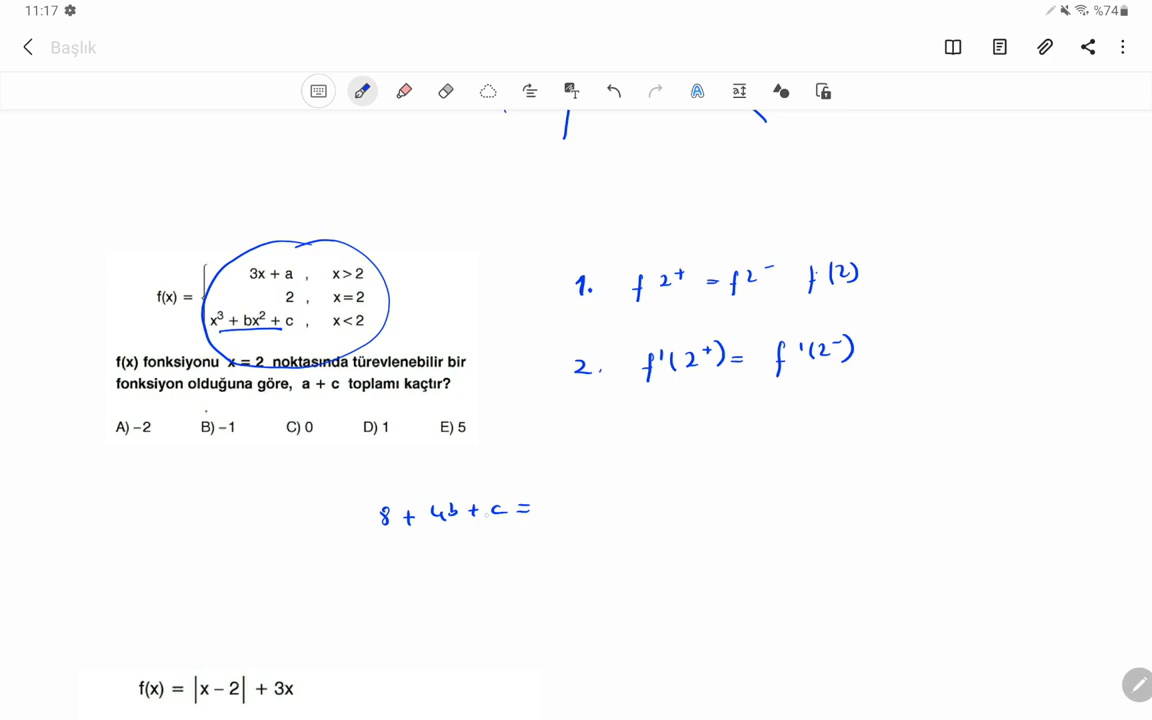 11:17 %74
Başlık
f(x) = { 3x + a , x > 2
2 , x = 2
x³ + bx² + c , x < 2
f(x) fonksiyonu x = 2 noktasında türevlenebilir bir
fonksiyon olduğuna göre, a + c toplamı kaçtır?
A) −2 B) −1 C) 0 D) 1 E) 5
1. f 2⁺ = f 2⁻ f(2)
2. f'(2⁺) = f'(2⁻)
8 + 4b + c =
f(x) = |x − 2| + 3x